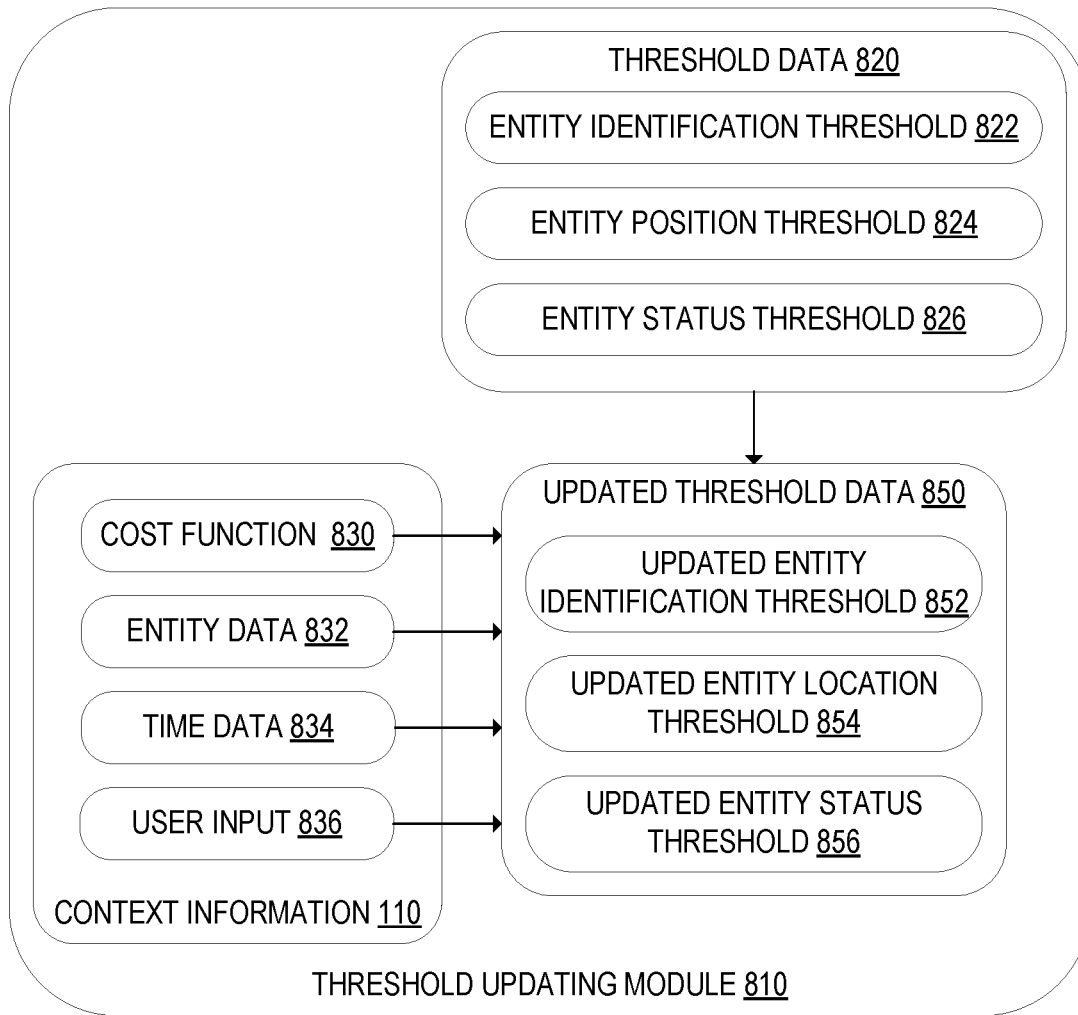 THRESHOLD DATA 820
ENTITY IDENTIFICATION THRESHOLD 822
ENTITY POSITION THRESHOLD 824
ENTITY STATUS THRESHOLD 826
COST FUNCTION 830
ENTITY DATA 832
TIME DATA 834
USER INPUT 836
CONTEXT INFORMATION 110
UPDATED THRESHOLD DATA 850
UPDATED ENTITY
IDENTIFICATION THRESHOLD 852
UPDATED ENTITY LOCATION
THRESHOLD 854
UPDATED ENTITY STATUS
THRESHOLD 856
THRESHOLD UPDATING MODULE 810